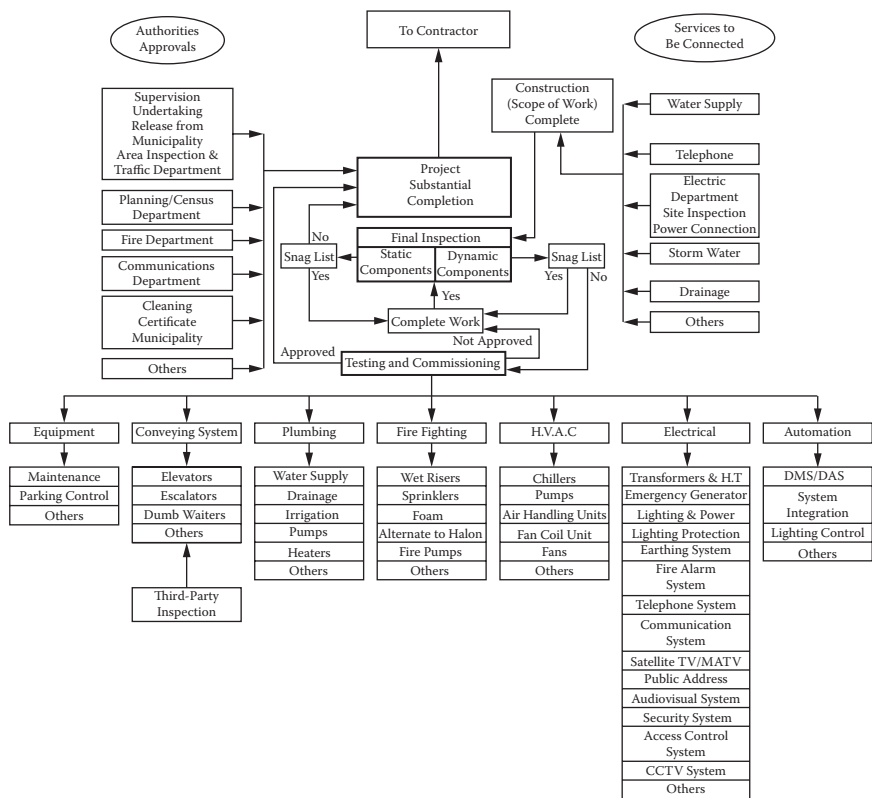 Authorities
Approvals
To Contractor
Services to
Be Connected
Supervision
Undertaking
Release from
Municipality
Area Inspection &
Traffic Department
Planning/Census
Department
Fire Department
Communications
Department
Cleaning
Certificate
Municipality
Others
Construction
(Scope of Work)
Complete
Water Supply
Telephone
Electric
Department
Site Inspection
Power Connection
Storm Water
Drainage
Others
Project
Substantial
Completion
No
Snag List
Yes
Final Inspection
Static
Components
Dynamic
Components
Snag List
Yes
No
Yes
Complete Work
Not Approved
Approved
Testing and Commissioning
Equipment
Maintenance
Parking Control
Others
Conveying System
Elevators
Escalators
Dumb Waiters
Others
Third-Party
Inspection
Plumbing
Water Supply
Drainage
Irrigation
Pumps
Heaters
Others
Fire Fighting
Wet Risers
Sprinklers
Foam
Alternate to Halon
Fire Pumps
Others
H.V.A.C
Chillers
Pumps
Air Handling Units
Fan Coil Unit
Fans
Others
Electrical
Transformers & H.T
Emergency Generator
Lighting & Power
Lighting Protection
Earthing System
Fire Alarm
System
Telephone System
Communication
System
Satellite TV/MATV
Public Address
Audiovisual System
Security System
Access Control
System
CCTV System
Others
Automation
DMS/DAS
System
Integration
Lighting Control
Others